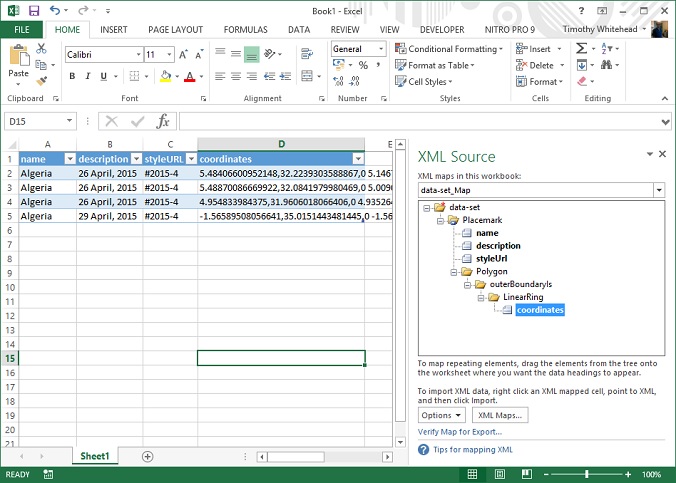 Book1 - Excel
FILE HOME INSERT PAGE LAYOUT FORMULAS DATA REVIEW VIEW DEVELOPER NITRO PRO 9 Timothy Whitehead
Paste
Calibri 11
B I U
A A
General
$ % ,
Conditional Formatting
Format as Table
Cell Styles
Insert
Delete
Format
Clipboard Font Alignment Number Styles Cells Editing
D15 fx
A B C D E
1 name description styleURL coordinates
2 Algeria 26 April, 2015 #2015-4 5.48406600952148,32.2239303588867,0 5.1467
3 Algeria 26 April, 2015 #2015-4 5.48870086669922,32.0841979980469,0 5.0090
4 Algeria 26 April, 2015 #2015-4 4.954833984375,31.9606018066406,0 4.935264
5 Algeria 29 April, 2015 #2015-4 -1.56589508056641,35.0151443481445,0 -1.566
6
7
8
9
10
11
12
13
14
15
16
17
18
19
20
21
XML Source
XML maps in this workbook:
data-set_Map
data-set
Placemark
name
description
styleUrl
Polygon
outerBoundaryIs
LinearRing
coordinates
To map repeating elements, drag the elements from the tree onto
the worksheet where you want the data headings to appear.
To import XML data, right click an XML mapped cell, point to XML,
and then click Import.
Options XML Maps...
Verify Map for Export...
Tips for mapping XML
Sheet1
READY 100%